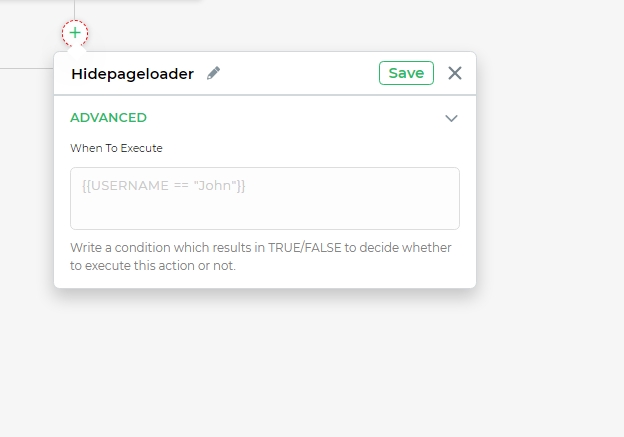 Hidepageloader
Save
ADVANCED
When To Execute
{{USERNAME == "John"}}
Write a condition which results in TRUE/FALSE to decide whether
to execute this action or not.